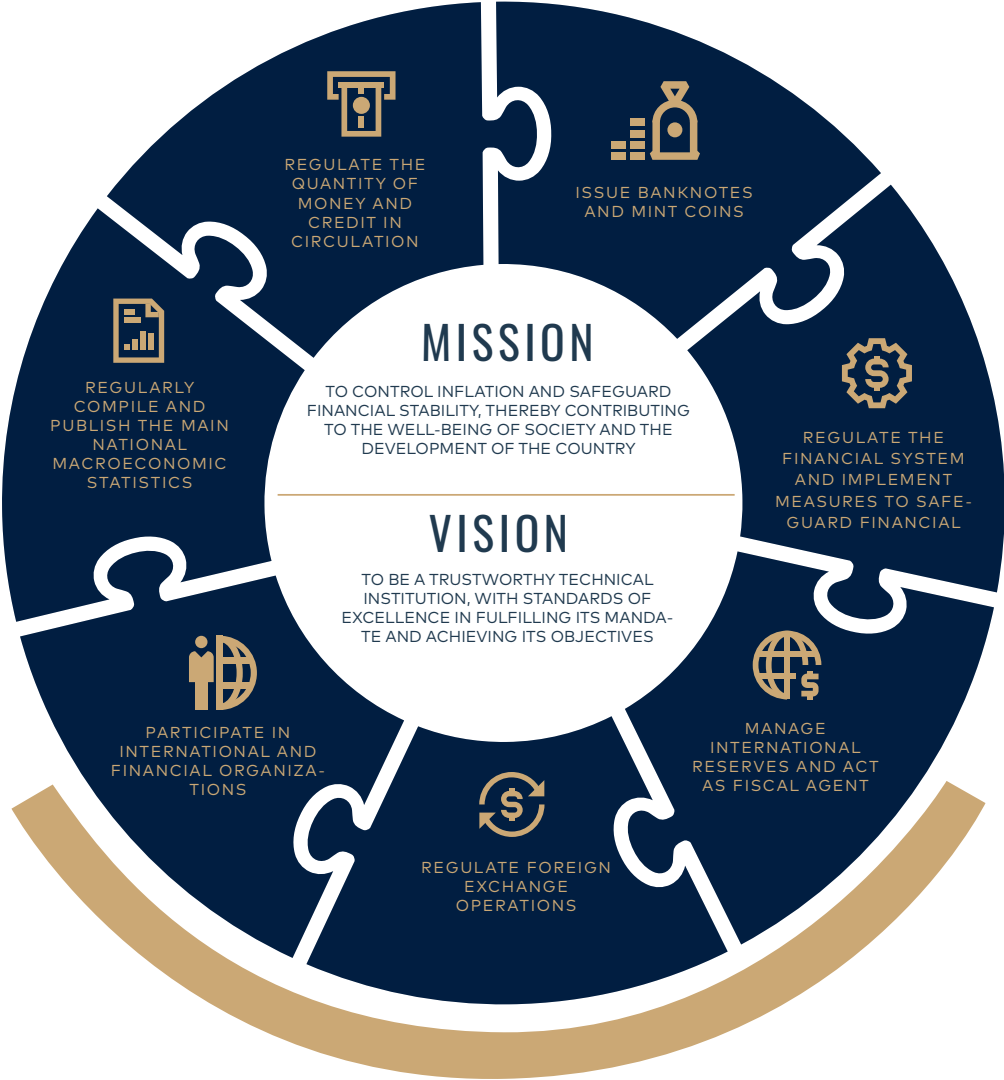 REGULATE THE
QUANTITY OF
MONEY AND
CREDIT IN
CIRCULATION
ISSUE BANKNOTES
AND MINT COINS
REGULATE THE
FINANCIAL SYSTEM
AND IMPLEMENT
MEASURES TO SAFE-
GUARD FINANCIAL
MANAGE
INTERNATIONAL
RESERVES AND ACT
AS FISCAL AGENT
REGULATE FOREIGN
EXCHANGE
OPERATIONS
PARTICIPATE IN
INTERNATIONAL AND
FINANCIAL ORGANIZA-
TIONS
REGULARLY
COMPILE AND
PUBLISH THE MAIN
NATIONAL
MACROECONOMIC
STATISTICS
MISSION
TO CONTROL INFLATION AND SAFEGUARD
FINANCIAL STABILITY, THEREBY CONTRIBUTING
TO THE WELL-BEING OF SOCIETY AND THE
DEVELOPMENT OF THE COUNTRY
VISION
TO BE A TRUSTWORTHY TECHNICAL
INSTITUTION, WITH STANDARDS OF
EXCELLENCE IN FULFILLING ITS MANDA-
TE AND ACHIEVING ITS OBJECTIVES